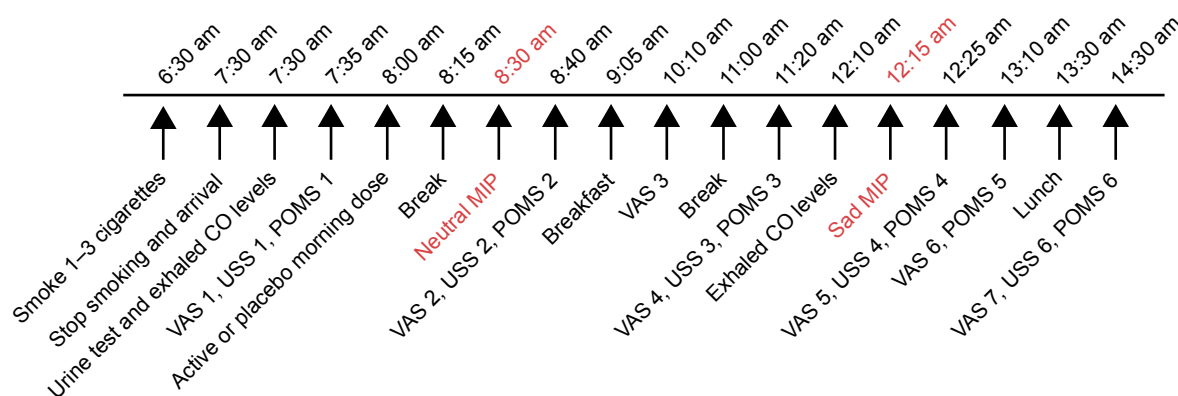 6:30 am
7:30 am
7:30 am
7:35 am
8:00 am
8:15 am
8:30 am
8:40 am
9:05 am
10:10 am
11:00 am
11:20 am
12:10 am
12:15 am
12:25 am
13:10 am
13:30 am
14:30 am
Smoke 1–3 cigarettes
Stop smoking and arrival
Urine test and exhaled CO levels
VAS 1, USS 1, POMS 1
Active or placebo morning dose
Break
Neutral MIP
VAS 2, USS 2, POMS 2
Breakfast
VAS 3
Break
VAS 4, USS 3, POMS 3
Exhaled CO levels
Sad MIP
VAS 5, USS 4, POMS 4
VAS 6, POMS 5
Lunch
VAS 7, USS 6, POMS 6